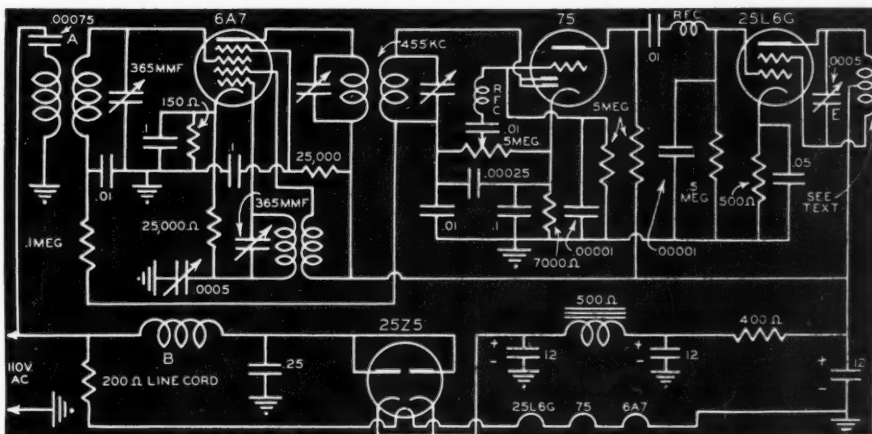 .00075
A
6A7
75
25L6G
365MMF
150Ω
455KC
.01
RFC
.0005
E
.1
.1
RFC
.01
.5MEG
.5MEG
25,000
.00025
.01
.1MEG
25,000Ω
365MMF
.0005
.01
.1
7000Ω
.00001
.00001
.5
MEG
500Ω
.05
SEE
TEXT
B
25Z5
500Ω
400Ω
110V.
AC
200Ω LINE CORD
.25
+
-
12
+
-
12
+
-
12
25L6G
75
6A7